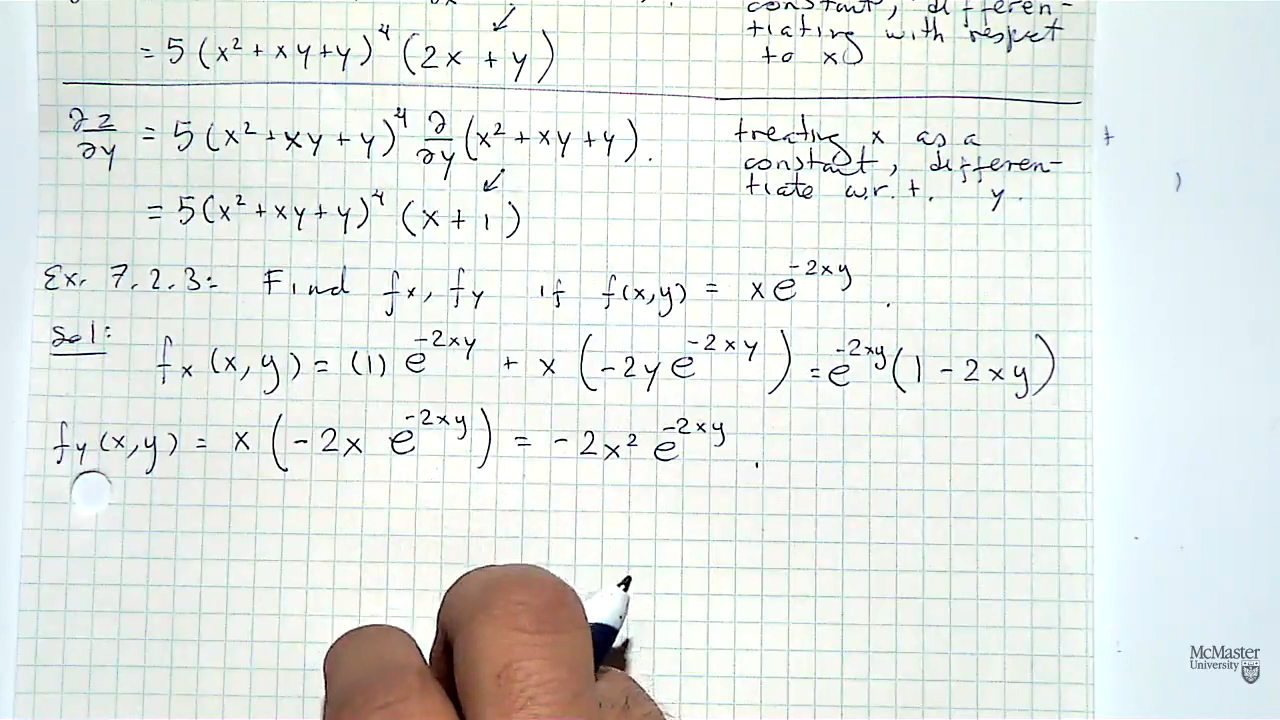 constant, differen-
tiating with respect
to x)
= 5 (x² + xy + y)⁴ (2x + y)
∂z/∂y = 5 (x² + xy + y)⁴ ∂/∂y (x² + xy + y).
treating x as a
constant, differen-
tiate w.r.t. y.
= 5 (x² + xy + y)⁴ (x + 1)
Ex. 7.2.3: Find fx, fy if f(x,y) = xe^(-2xy).
Sol:
fx (x,y) = (1) e^(-2xy) + x (-2y e^(-2xy)) = e^(-2xy) (1 - 2xy)
fy (x,y) = x (-2x e^(-2xy)) = -2x² e^(-2xy).
McMaster
University